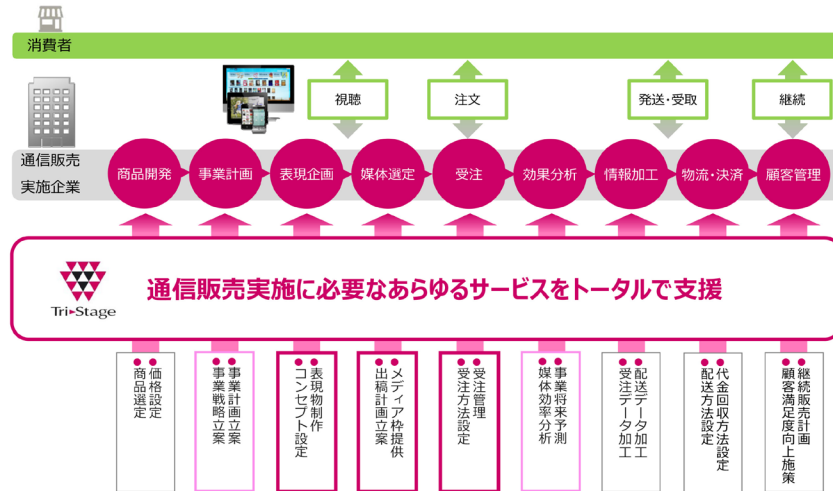 消費者
視聴
注文
発送・受取
継続
通信販売
実施企業
商品開発
事業計画
表現企画
媒体選定
受注
効果分析
情報加工
物流・決済
顧客管理
Tri-Stage
通信販売実施に必要なあらゆるサービスをトータルで支援
●価格設定
●商品選定
●事業計画立案
●事業戦略立案
●表現物制作
●コンセプト設定
●メディア枠提供
●出稿計画立案
●受注管理
●受注方法設定
●事業将来予測
●媒体効率分析
●配送データ加工
●受注データ加工
●代金回収方法設定
●配送方法設定
●継続販売計画
●顧客満足度向上施策